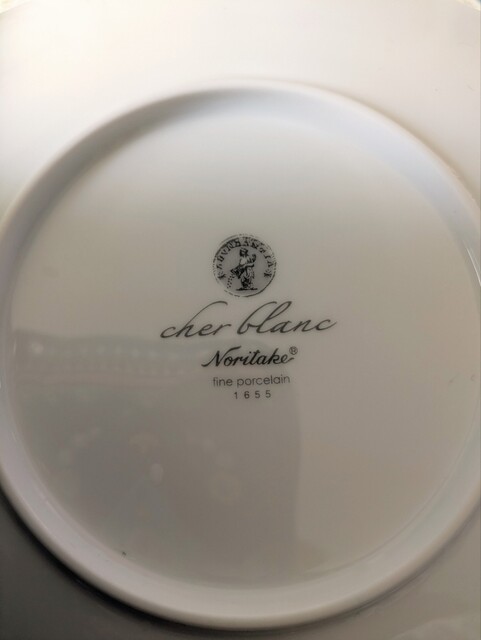 cher blanc
Noritake®
fine porcelain
1655